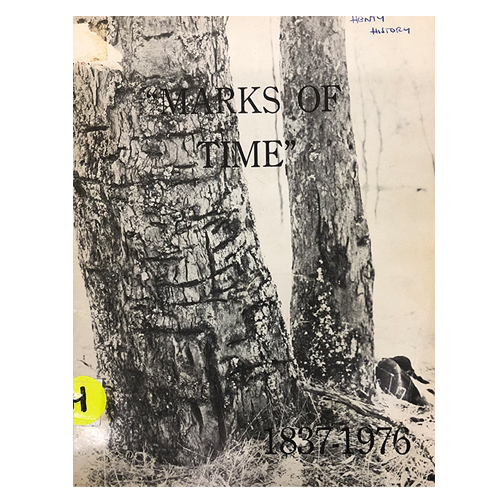 HENTY
HISTORY
"MARKS OF
TIME"
H
1837-1976